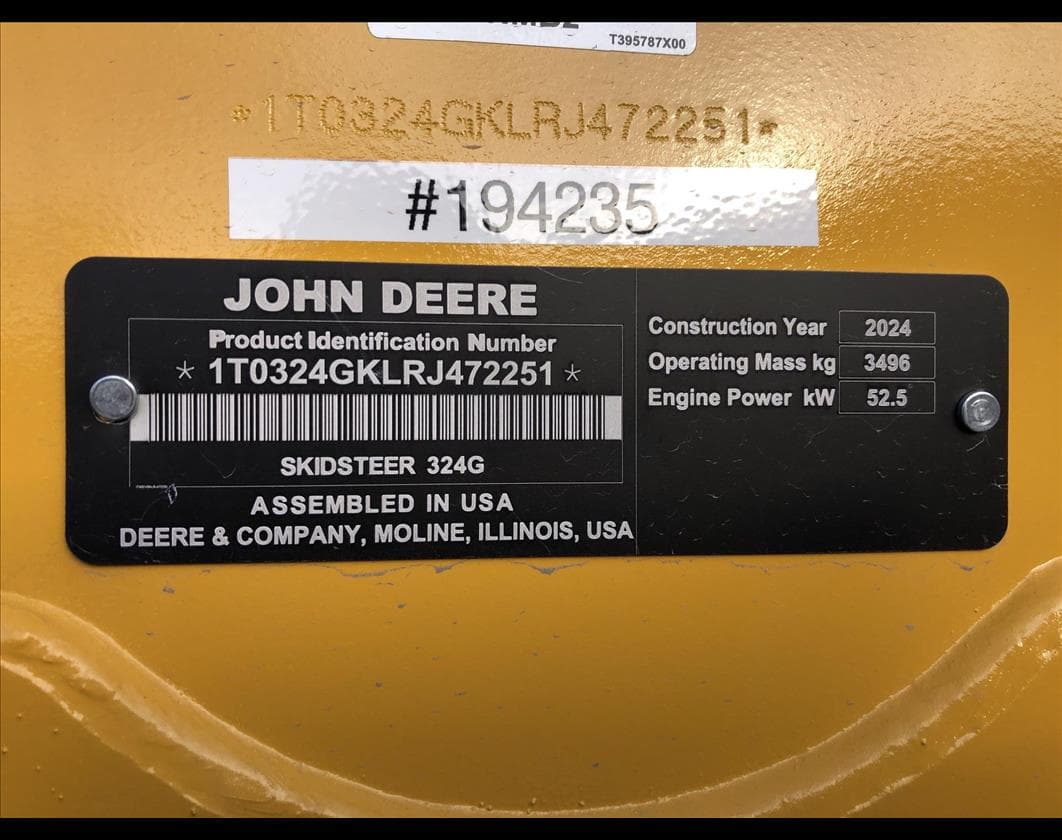 T395787X00
*1T0324GKLRJ472251*
#194235
JOHN DEERE
Product Identification Number
* 1T0324GKLRJ472251 *
SKIDSTEER 324G
ASSEMBLED IN USA
DEERE & COMPANY, MOLINE, ILLINOIS, USA
Construction Year 2024
Operating Mass kg 3496
Engine Power kW 52.5